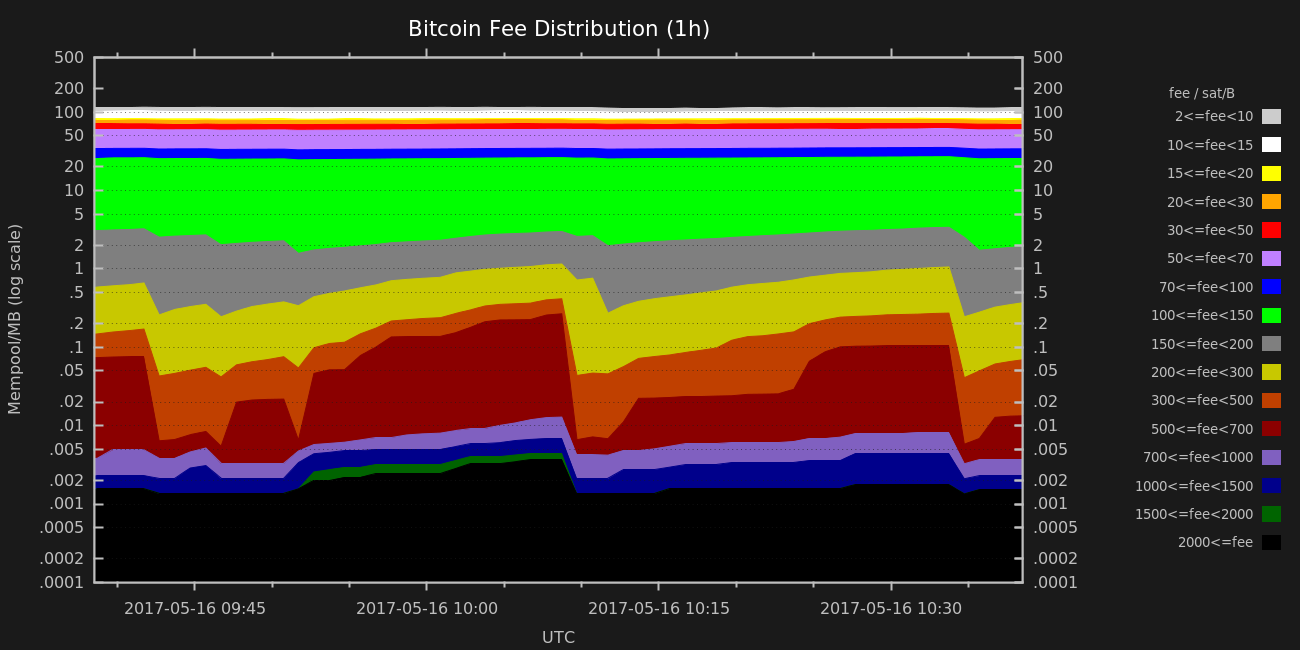 Bitcoin Fee Distribution (1h)
Mempool/MB (log scale)
500
200
100
50
20
10
5
2
1
.5
.2
.1
.05
.02
.01
.005
.002
.001
.0005
.0002
.0001
500
200
100
50
20
10
5
2
1
.5
.2
.1
.05
.02
.01
.005
.002
.001
.0005
.0002
.0001
2017-05-16 09:45
2017-05-16 10:00
2017-05-16 10:15
2017-05-16 10:30
UTC
fee / sat/B
2<=fee<10
10<=fee<15
15<=fee<20
20<=fee<30
30<=fee<50
50<=fee<70
70<=fee<100
100<=fee<150
150<=fee<200
200<=fee<300
300<=fee<500
500<=fee<700
700<=fee<1000
1000<=fee<1500
1500<=fee<2000
2000<=fee